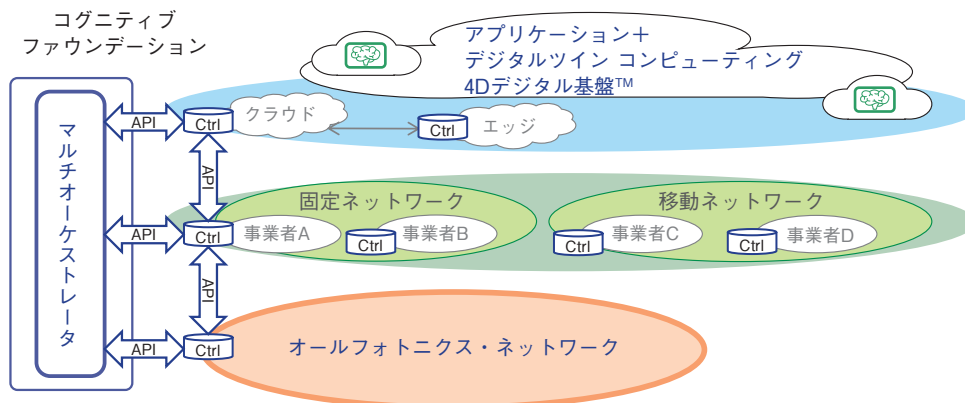 コグニティブ
ファウンデーション
アプリケーション＋
デジタルツイン コンピューティング
4Dデジタル基盤™
マルチオーケストレータ
API
Ctrl
クラウド
Ctrl
エッジ
API
固定ネットワーク
移動ネットワーク
API
Ctrl
事業者A
Ctrl
事業者B
Ctrl
事業者C
Ctrl
事業者D
API
API
Ctrl
オールフォトニクス・ネットワーク